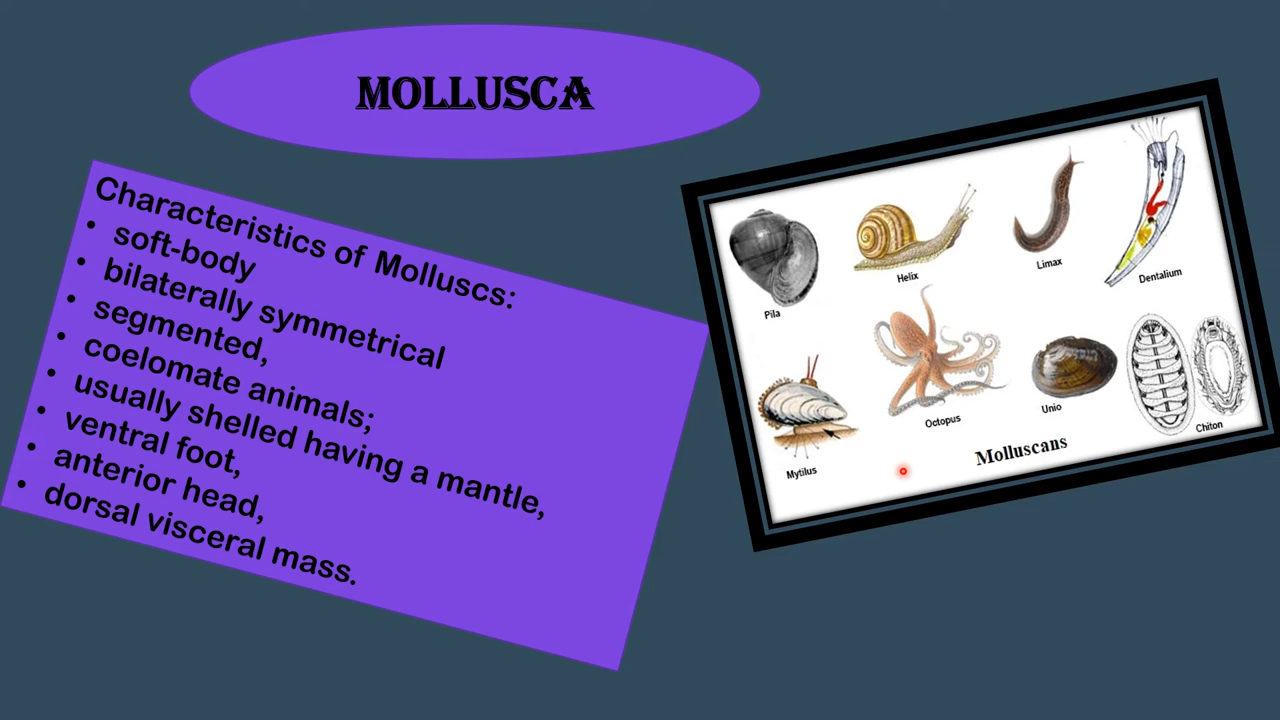 MOLLUSCA
Characteristics of Molluscs:
• soft-body
• bilaterally symmetrical
• segmented,
• coelomate animals;
• usually shelled having a mantle,
• ventral foot,
• anterior head,
• dorsal visceral mass.
Pila
Helix
Limax
Dentalium
Mytilus
Octopus
Unio
Chiton
Molluscans